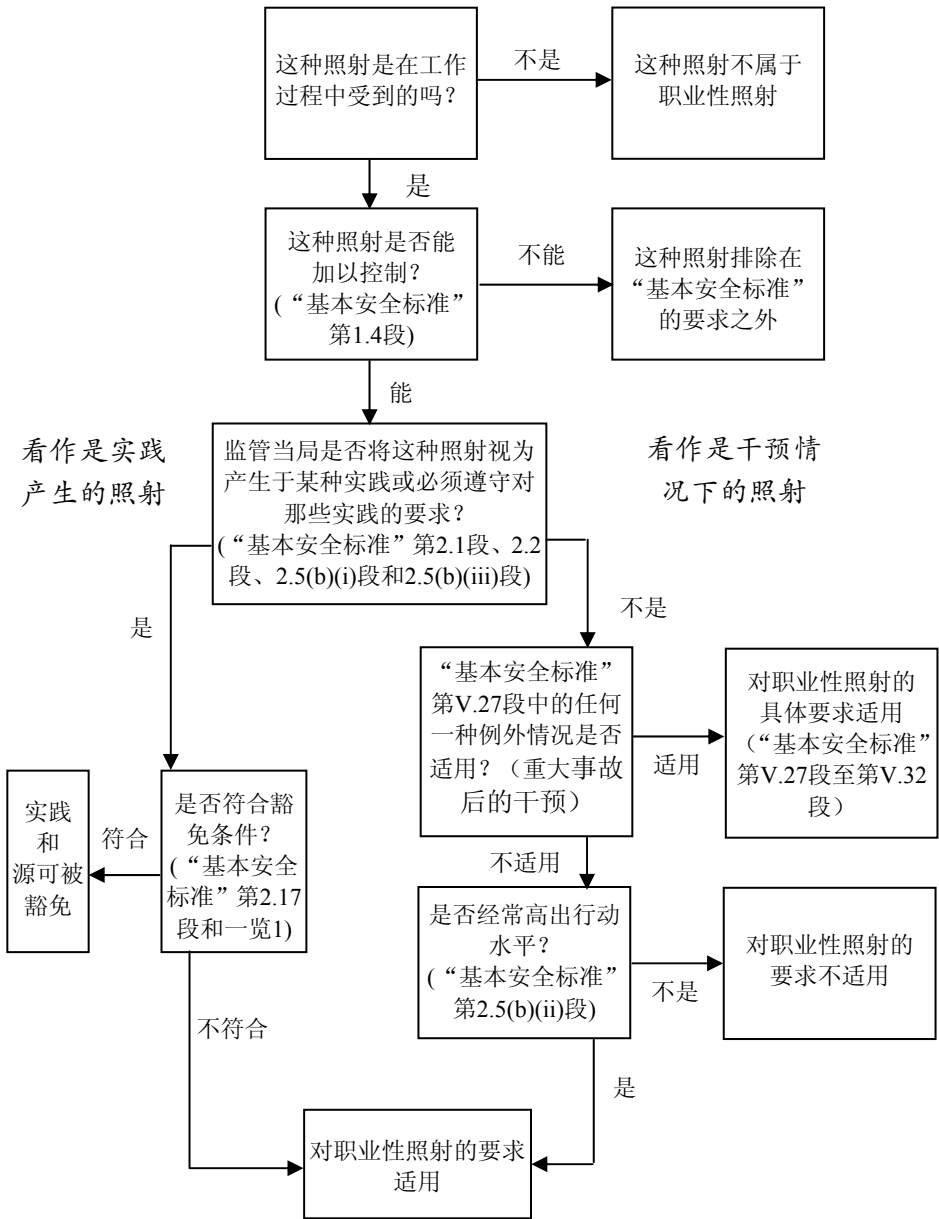 这种照射是在工作
过程中受到的吗？
不是
这种照射不属于
职业性照射
是
这种照射是否能
加以控制？
(“基本安全标准”
第1.4段)
不能
这种照射排除在
“基本安全标准”
的要求之外
能
看作是实践
产生的照射
监管当局是否将这种照射视为
产生于某种实践或必须遵守对
那些实践的要求？
(“基本安全标准”第2.1段、2.2
段、2.5(b)(i)段和2.5(b)(iii)段)
看作是干预情
况下的照射
是
不是
“基本安全标准”
第V.27段中的任何
一种例外情况是否
适用？（重大事故
后的干预）
适用
对职业性照射的
具体要求适用
（“基本安全标准”
第V.27段至第V.32
段）
实践
和
源可被
豁免
符合
是否符合豁
免条件？
(“基本安全
标准”第2.17
段和一览1)
不适用
是否经常高出行动
水平？
(“基本安全标准”
第2.5(b)(ii)段)
不是
对职业性照射的
要求不适用
不符合
是
对职业性照射的要求
适用